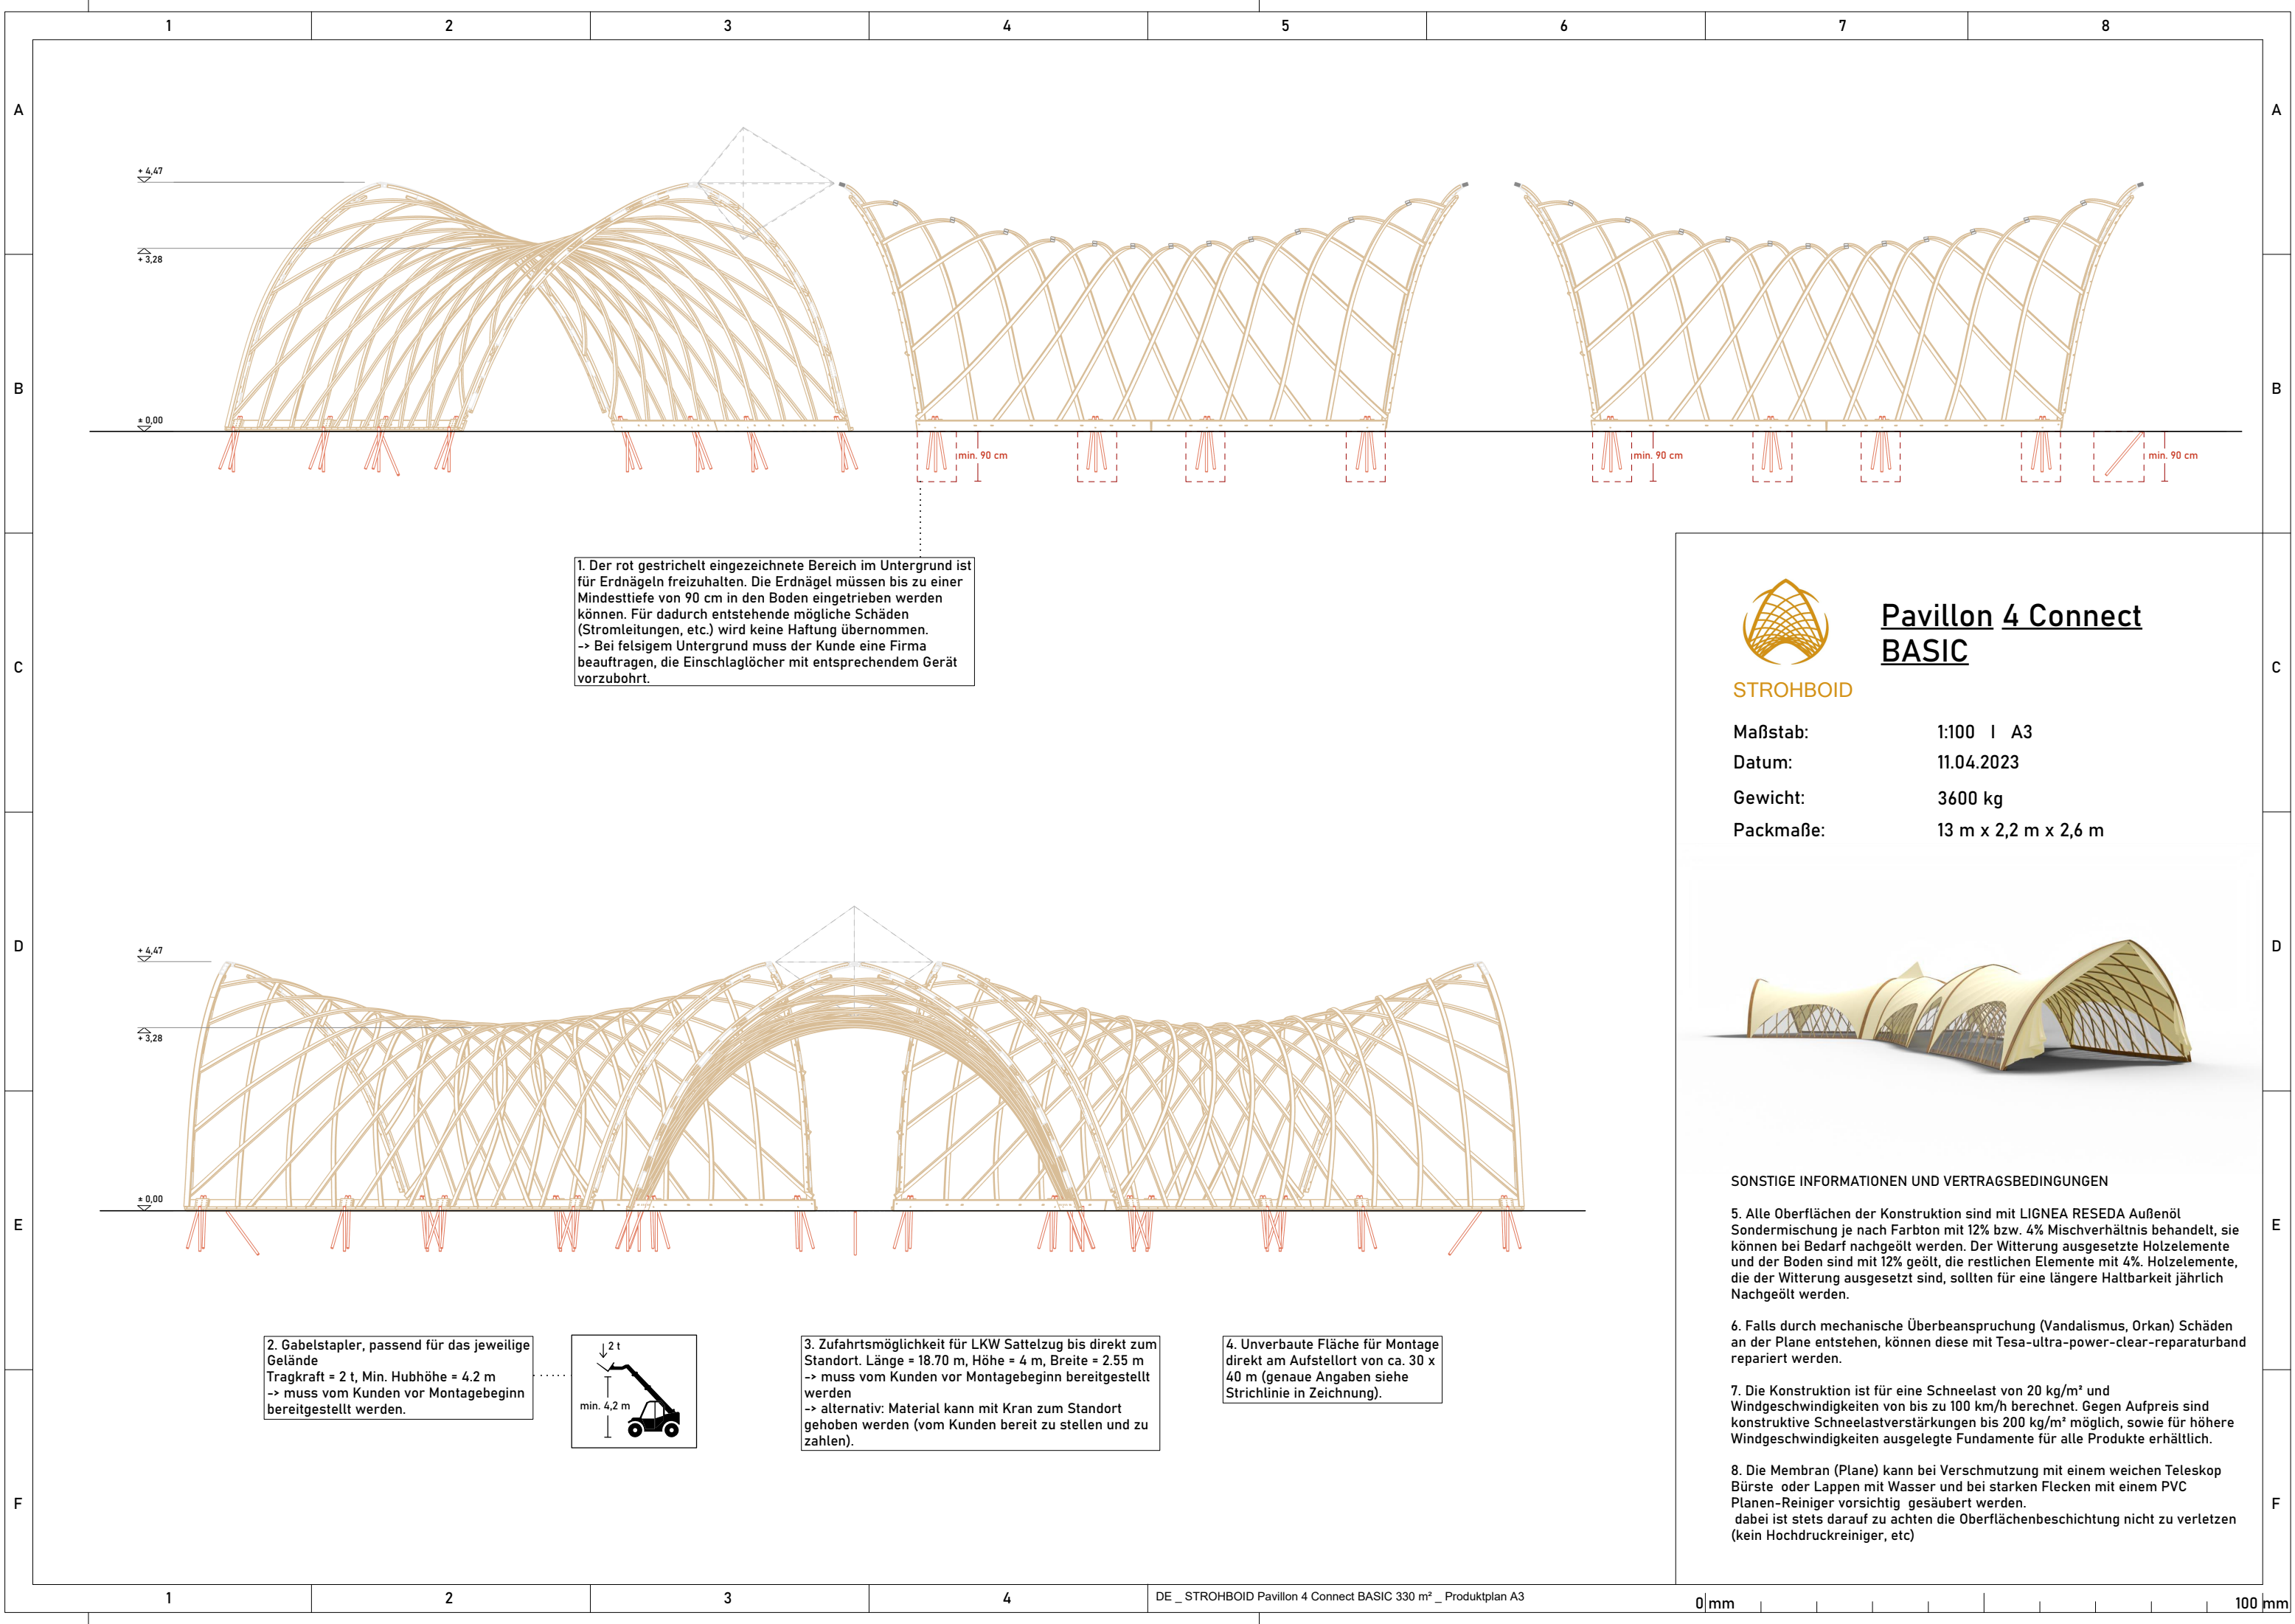 1 2 3 4 5 6 7 8
A A
+ 4,47
+ 3,28
B B
± 0,00
min. 90 cm
min. 90 cm
min. 90 cm
1. Der rot gestrichelt eingezeichnete Bereich im Untergrund ist
für Erdnägeln freizuhalten. Die Erdnägel müssen bis zu einer
Mindesttiefe von 90 cm in den Boden eingetrieben werden
können. Für dadurch entstehende mögliche Schäden
(Stromleitungen, etc.) wird keine Haftung übernommen.
-> Bei felsigem Untergrund muss der Kunde eine Firma
beauftragen, die Einschlaglöcher mit entsprechendem Gerät
vorzubohrt.
C C
Pavillon 4 Connect
BASIC
STROHBOID
Maßstab: 1:100 I A3
Datum: 11.04.2023
Gewicht: 3600 kg
Packmaße: 13 m x 2,2 m x 2,6 m
D D
+ 4,47
+ 3,28
± 0,00
E E
2. Gabelstapler, passend für das jeweilige
Gelände
Tragkraft = 2 t, Min. Hubhöhe = 4.2 m
-> muss vom Kunden vor Montagebeginn
bereitgestellt werden.
2 t
min. 4,2 m
3. Zufahrtsmöglichkeit für LKW Sattelzug bis direkt zum
Standort. Länge = 18.70 m, Höhe = 4 m, Breite = 2.55 m
-> muss vom Kunden vor Montagebeginn bereitgestellt
werden
-> alternativ: Material kann mit Kran zum Standort
gehoben werden (vom Kunden bereit zu stellen und zu
zahlen).
4. Unverbaute Fläche für Montage
direkt am Aufstellort von ca. 30 x
40 m (genaue Angaben siehe
Strichlinie in Zeichnung).
SONSTIGE INFORMATIONEN UND VERTRAGSBEDINGUNGEN
5. Alle Oberflächen der Konstruktion sind mit LIGNEA RESEDA Außenöl
Sondermischung je nach Farbton mit 12% bzw. 4% Mischverhältnis behandelt, sie
können bei Bedarf nachgeölt werden. Der Witterung ausgesetzte Holzelemente
und der Boden sind mit 12% geölt, die restlichen Elemente mit 4%. Holzelemente,
die der Witterung ausgesetzt sind, sollten für eine längere Haltbarkeit jährlich
Nachgeölt werden.
6. Falls durch mechanische Überbeanspruchung (Vandalismus, Orkan) Schäden
an der Plane entstehen, können diese mit Tesa-ultra-power-clear-reparaturband
repariert werden.
7. Die Konstruktion ist für eine Schneelast von 20 kg/m² und
Windgeschwindigkeiten von bis zu 100 km/h berechnet. Gegen Aufpreis sind
konstruktive Schneelastverstärkungen bis 200 kg/m² möglich, sowie für höhere
Windgeschwindigkeiten ausgelegte Fundamente für alle Produkte erhältlich.
8. Die Membran (Plane) kann bei Verschmutzung mit einem weichen Teleskop
Bürste oder Lappen mit Wasser und bei starken Flecken mit einem PVC
Planen-Reiniger vorsichtig gesäubert werden.
dabei ist stets darauf zu achten die Oberflächenbeschichtung nicht zu verletzen
(kein Hochdruckreiniger, etc)
F F
1 2 3 4
DE _ STROHBOID Pavillon 4 Connect BASIC 330 m² _ Produktplan A3
0 mm 100 mm